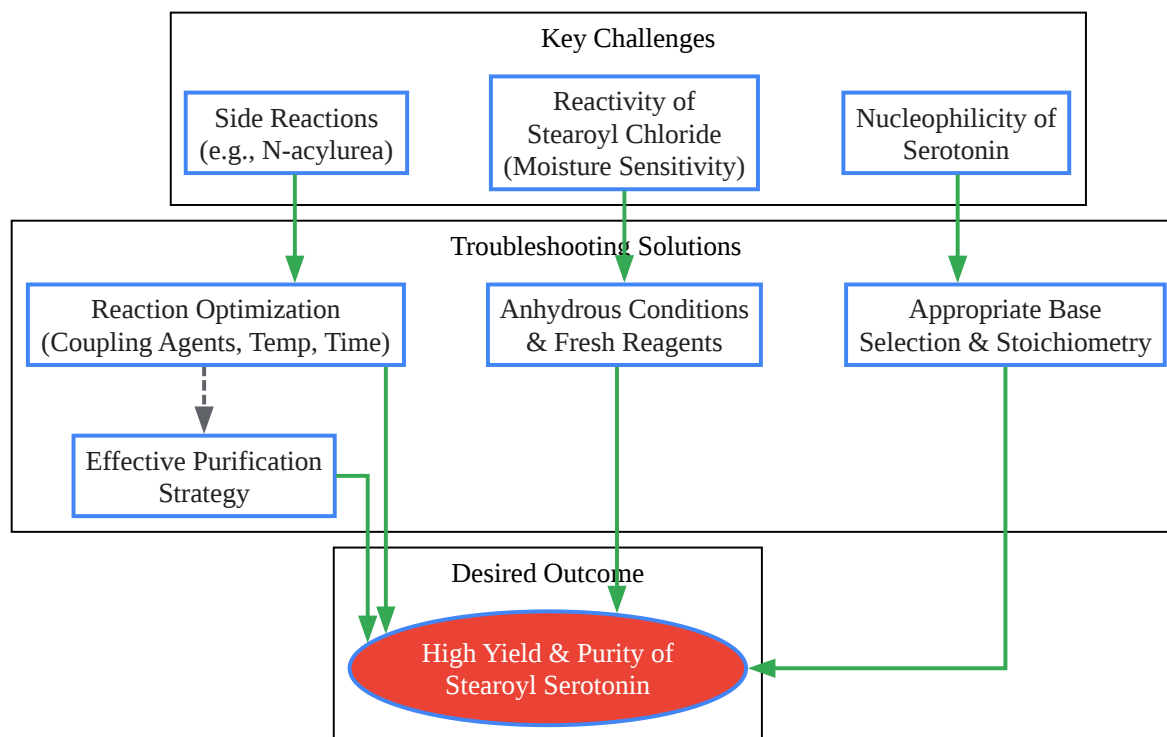 Key Challenges
Side Reactions
(e.g., N-acylurea)
Reactivity of
Stearoyl Chloride
(Moisture Sensitivity)
Nucleophilicity of
Serotonin
Troubleshooting Solutions
Reaction Optimization
(Coupling Agents, Temp, Time)
Anhydrous Conditions
& Fresh Reagents
Appropriate Base
Selection & Stoichiometry
Effective Purification
Strategy
Desired Outcome
High Yield & Purity of
Stearoyl Serotonin